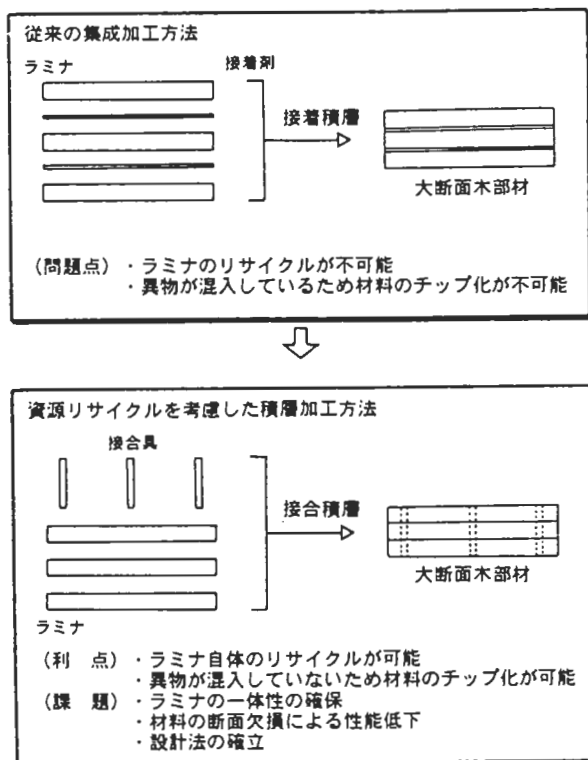 従来の集成加工方法
ラミナ
接着剤
接着積層
大断面木部材
(問題点)・ラミナのリサイクルが不可能
・異物が混入しているため材料のチップ化が不可能
資源リサイクルを考慮した積層加工方法
接合具
接合積層
大断面木部材
ラミナ
(利 点)・ラミナ自体のリサイクルが可能
・異物が混入していないため材料のチップ化が可能
(課 題)・ラミナの一体性の確保
・材料の断面欠損による性能低下
・設計法の確立